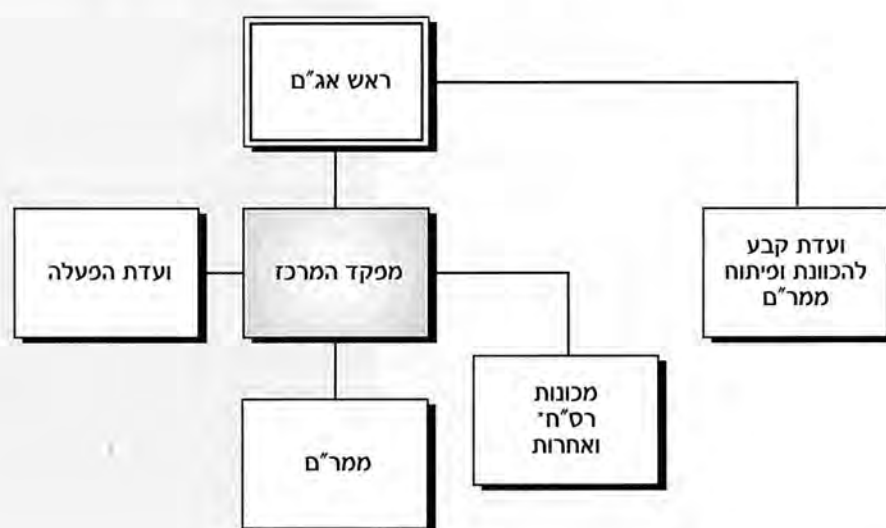 ראש אג"ם
ועדת קבע
להכוונת ופיתוח
ממר"ם
מפקד המרכז
ועדת הפעלה
מכונות
רס"ח*
ואחרות
ממר"ם